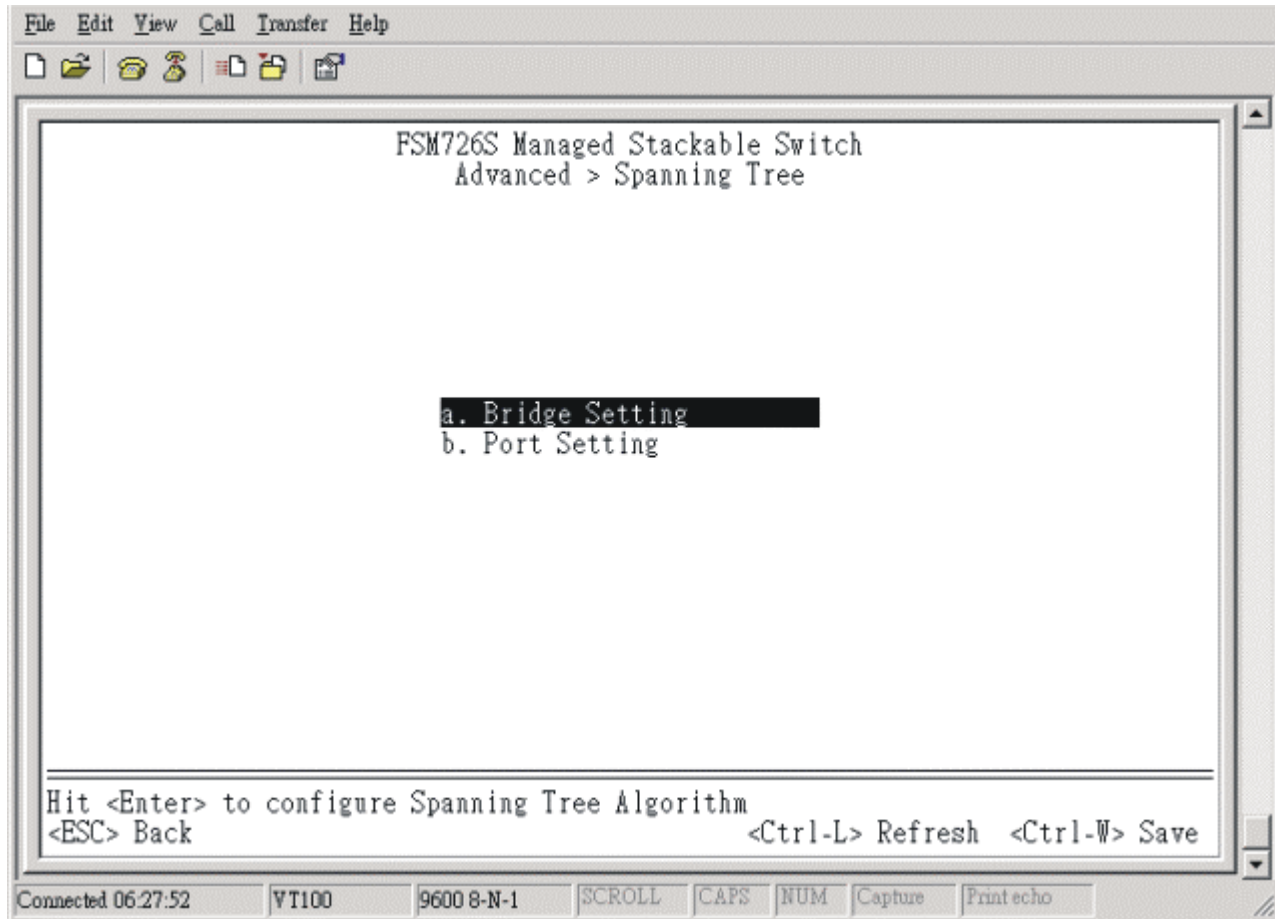 File Edit View Call Transfer Help
FSM726S Managed Stackable Switch
Advanced > Spanning Tree
a. Bridge Setting
b. Port Setting
Hit <Enter> to configure Spanning Tree Algorithm
<ESC> Back <Ctrl-L> Refresh <Ctrl-W> Save
Connected 06:27:52 VT100 9600 8-N-1 SCROLL CAPS NUM Capture Print echo